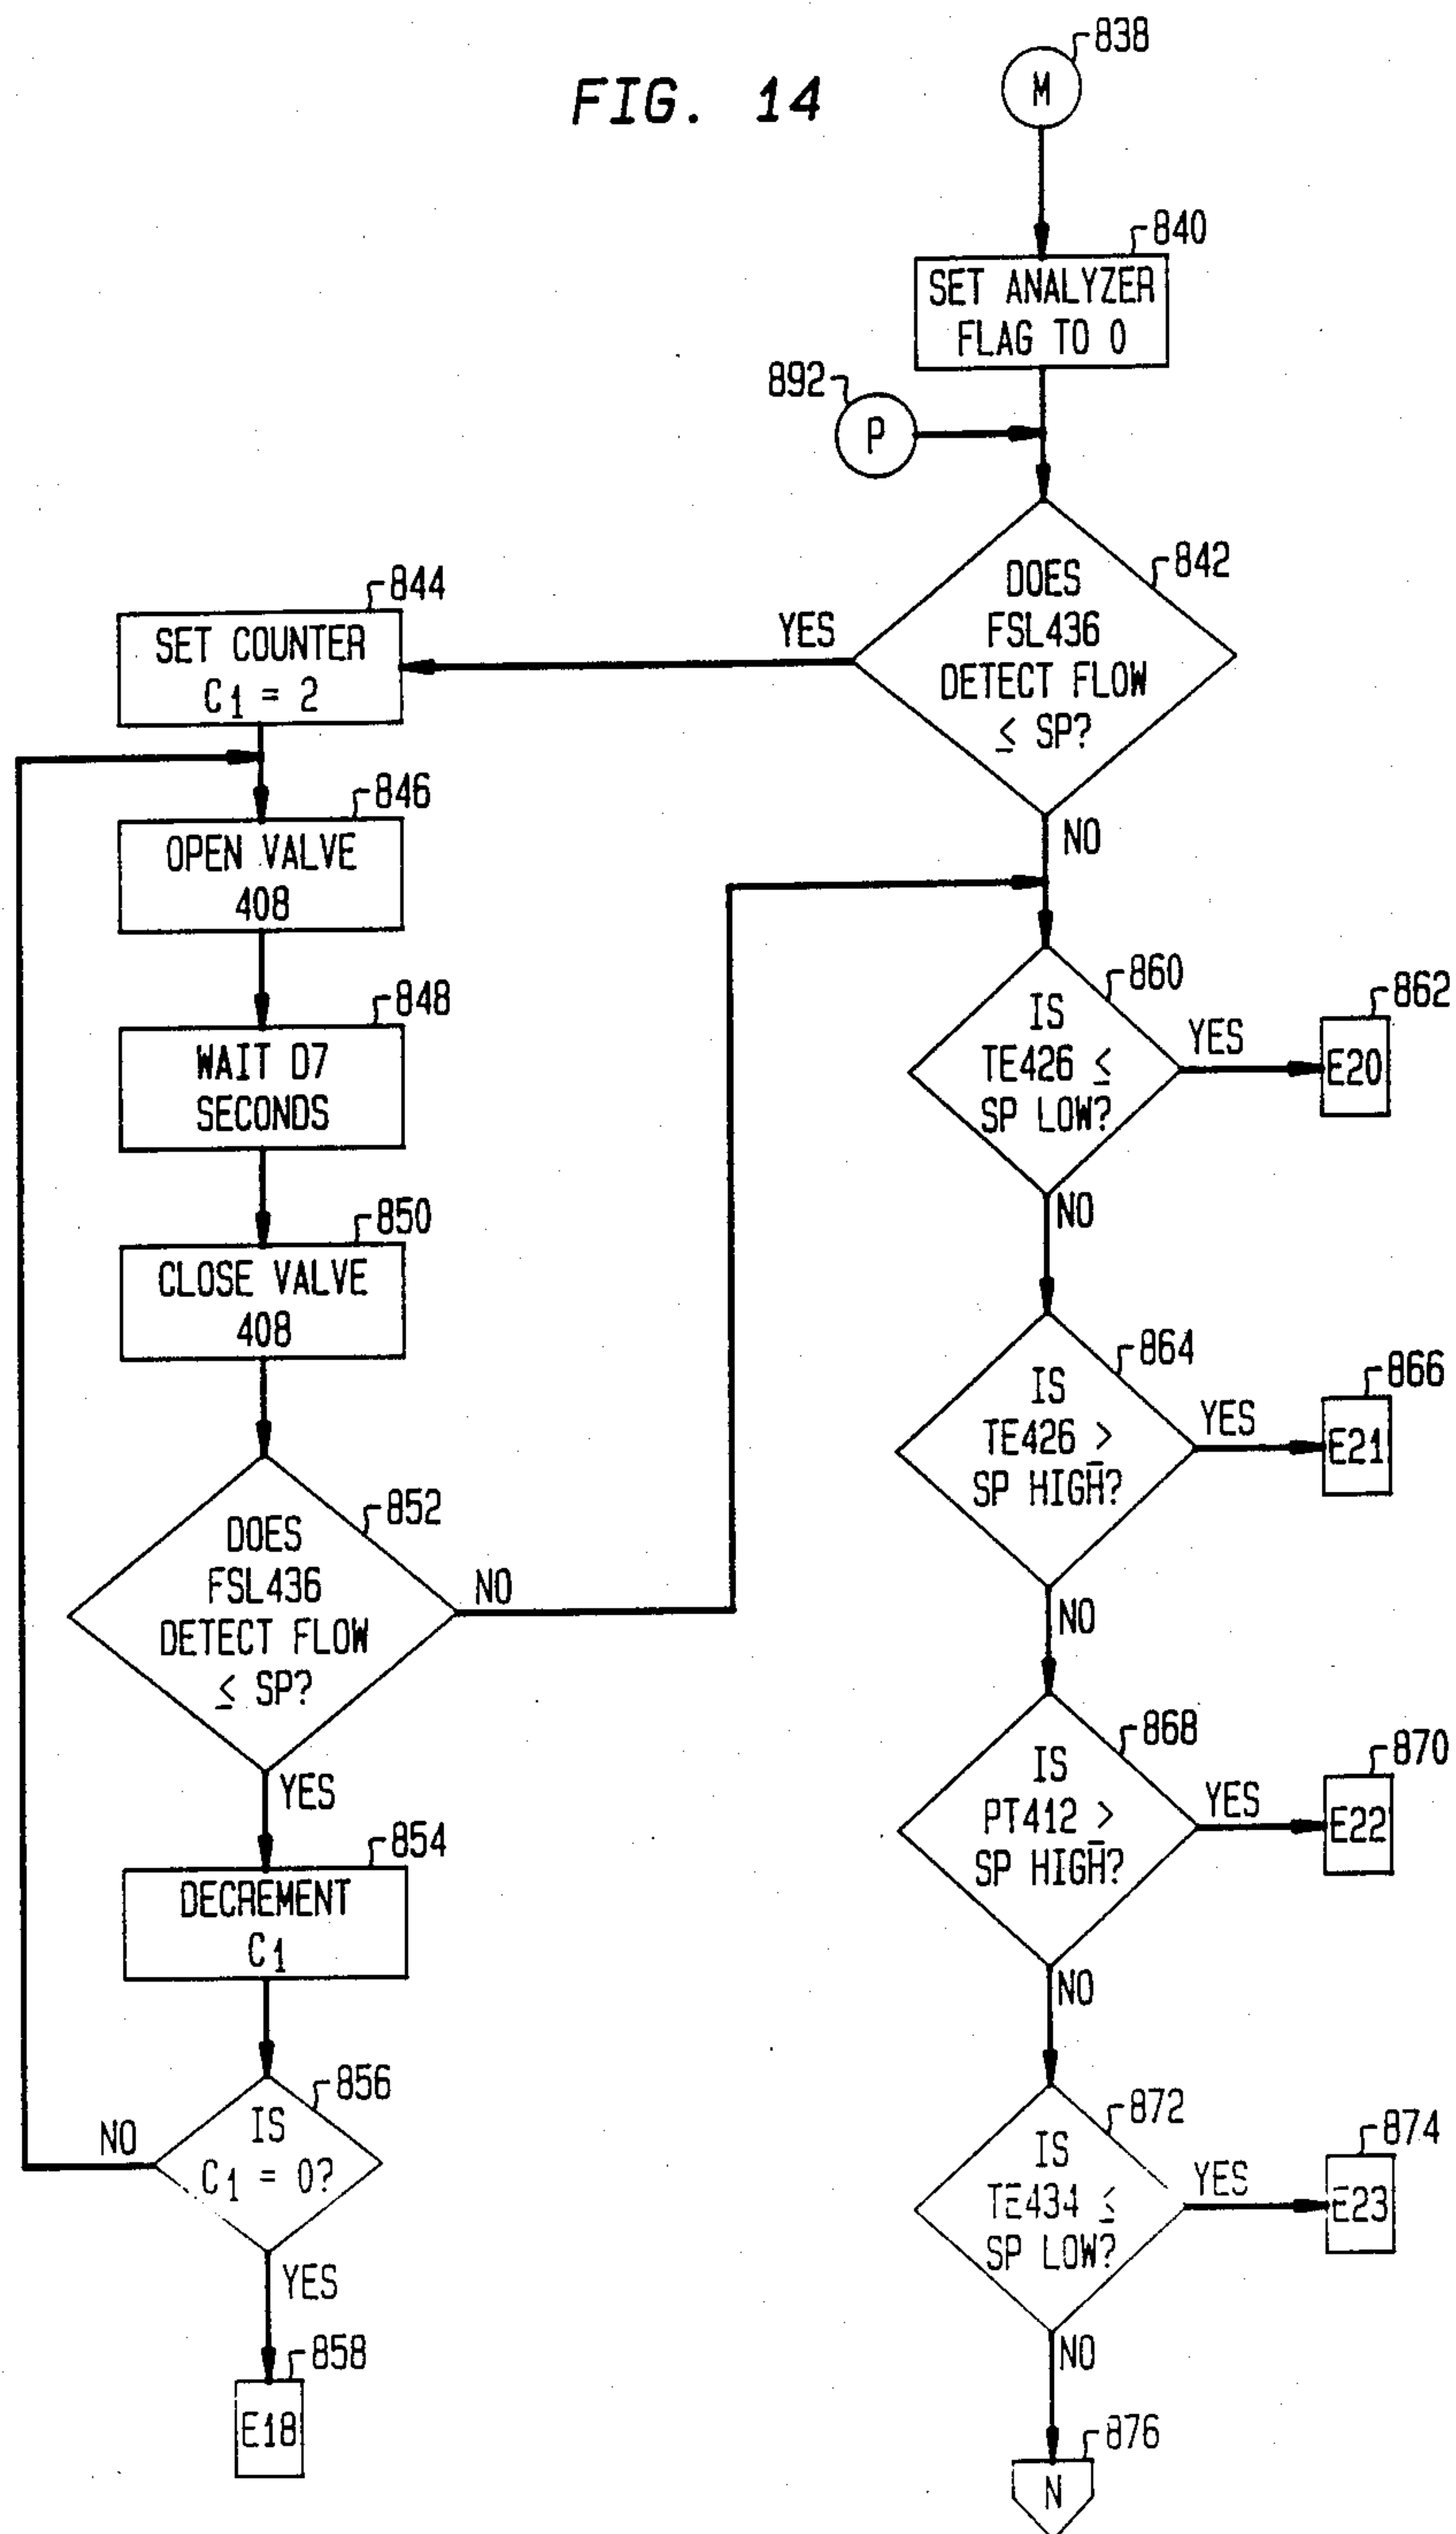 FIG. 14
838
M
840
SET ANALYZER
FLAG TO 0
892
P
842
DOES
FSL436
DETECT FLOW
≤ SP?
YES
NO
844
SET COUNTER
C1 = 2
846
OPEN VALVE
408
848
WAIT D7
SECONDS
850
CLOSE VALVE
408
852
DOES
FSL436
DETECT FLOW
≤ SP?
NO
YES
854
DECREMENT
C1
856
IS
C1 = 0?
NO
YES
858
E18
860
IS
TE426 ≤
SP LOW?
YES
862
E20
NO
864
IS
TE426 ≥
SP HIGH?
YES
866
E21
NO
868
IS
PT412 ≥
SP HIGH?
YES
870
E22
NO
872
IS
TE434 ≤
SP LOW?
YES
874
E23
NO
876
N